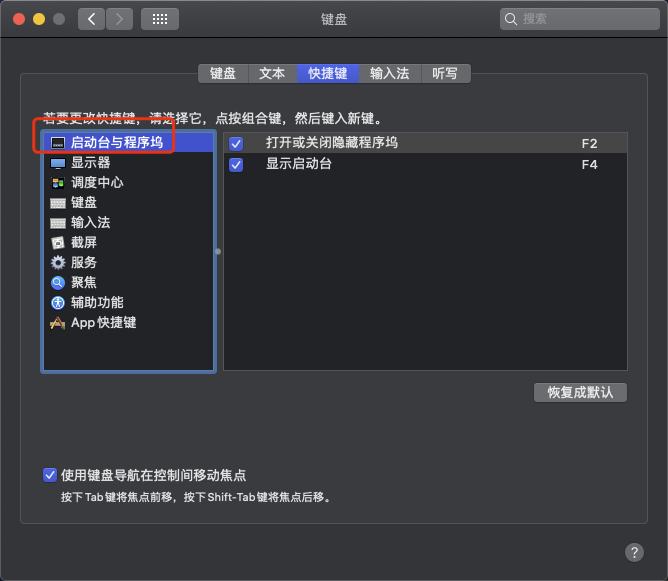 键盘
搜索
键盘 文本 快捷键 输入法 听写
若要更改快捷键，请选择它，点按组合键，然后键入新键。
启动台与程序坞
显示器
调度中心
键盘
输入法
截屏
服务
聚焦
辅助功能
App 快捷键
打开或关闭隐藏程序坞 F2
显示启动台 F4
恢复成默认
使用键盘导航在控制间移动焦点
按下 Tab 键将焦点前移，按下 Shift-Tab 键将焦点后移。
?